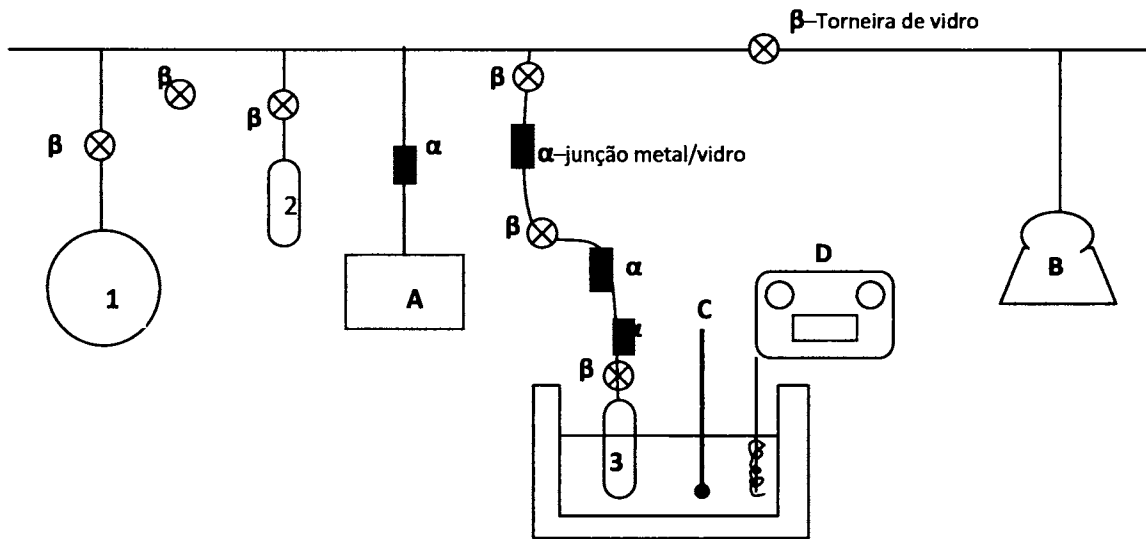 β–Torneira de vidro
β
β
β
β
α
α–junção metal/vidro
2
β
α
D
1
A
B
C
α
β
3